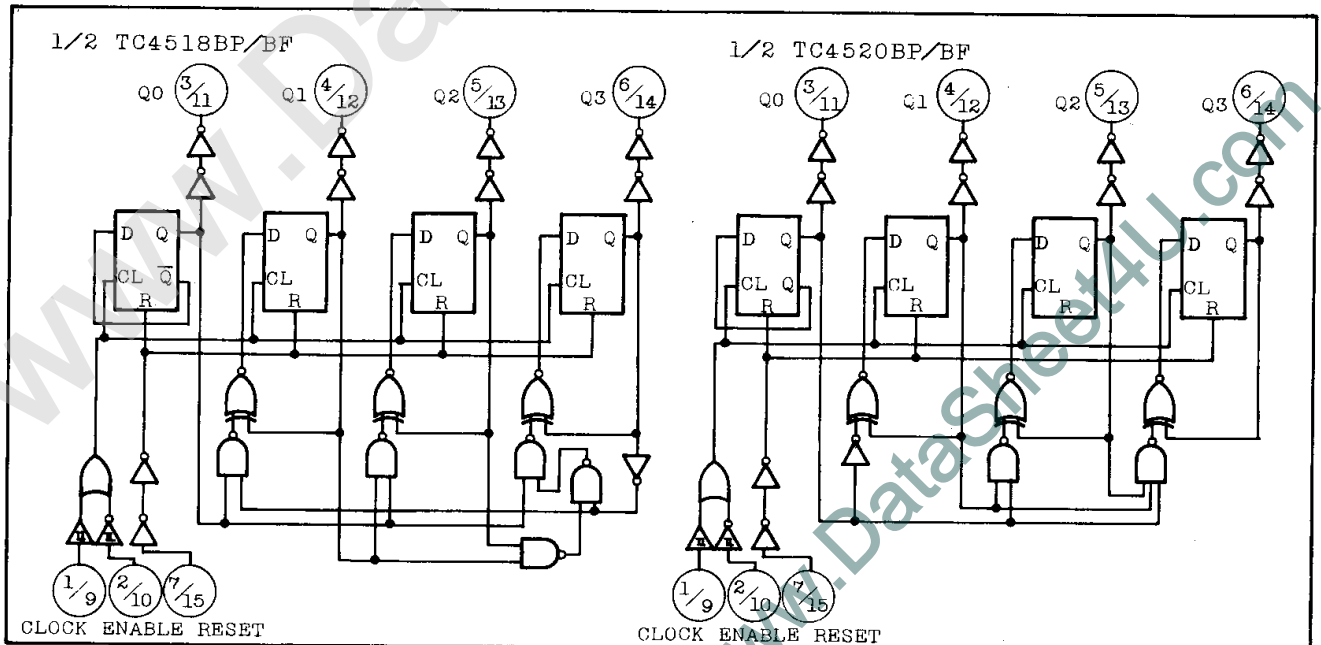 1/2 TC4518BP/BF
Q0 3/11 Q1 4/12 Q2 5/13 Q3 6/14
D Q D Q D Q D Q
CL Q̅ CL CL CL
R R R R
1/9 2/10 7/15
CLOCK ENABLE RESET
1/2 TC4520BP/BF
Q0 3/11 Q1 4/12 Q2 5/13 Q3 6/14
D Q D Q D Q D Q
CL Q CL CL CL
R R R R
1/9 2/10 7/15
CLOCK ENABLE RESET
www.Da
www.DataSheet4U.com